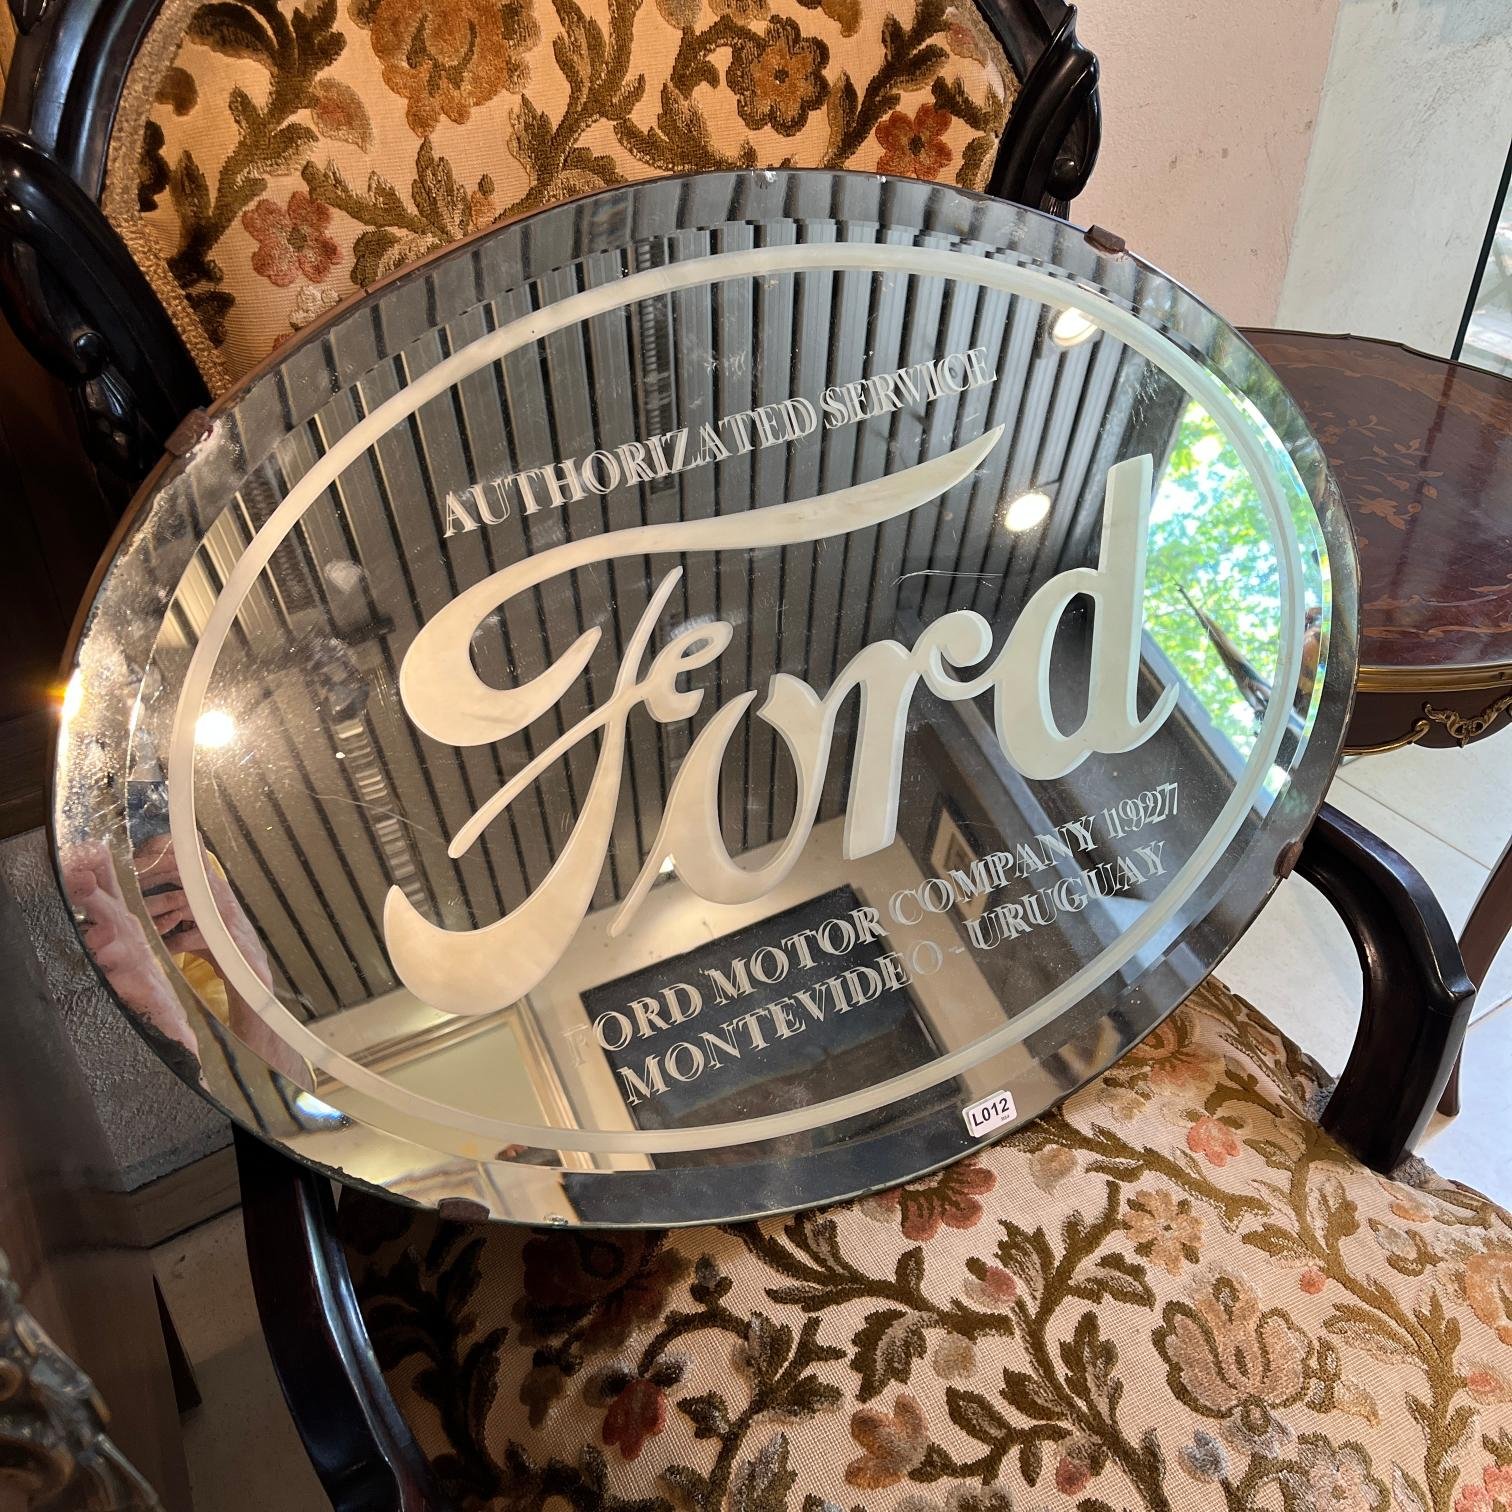 AUTHORIZATED SERVICE
Ford
FORD MOTOR COMPANY 1927
MONTEVIDEO - URUGUAY
L012